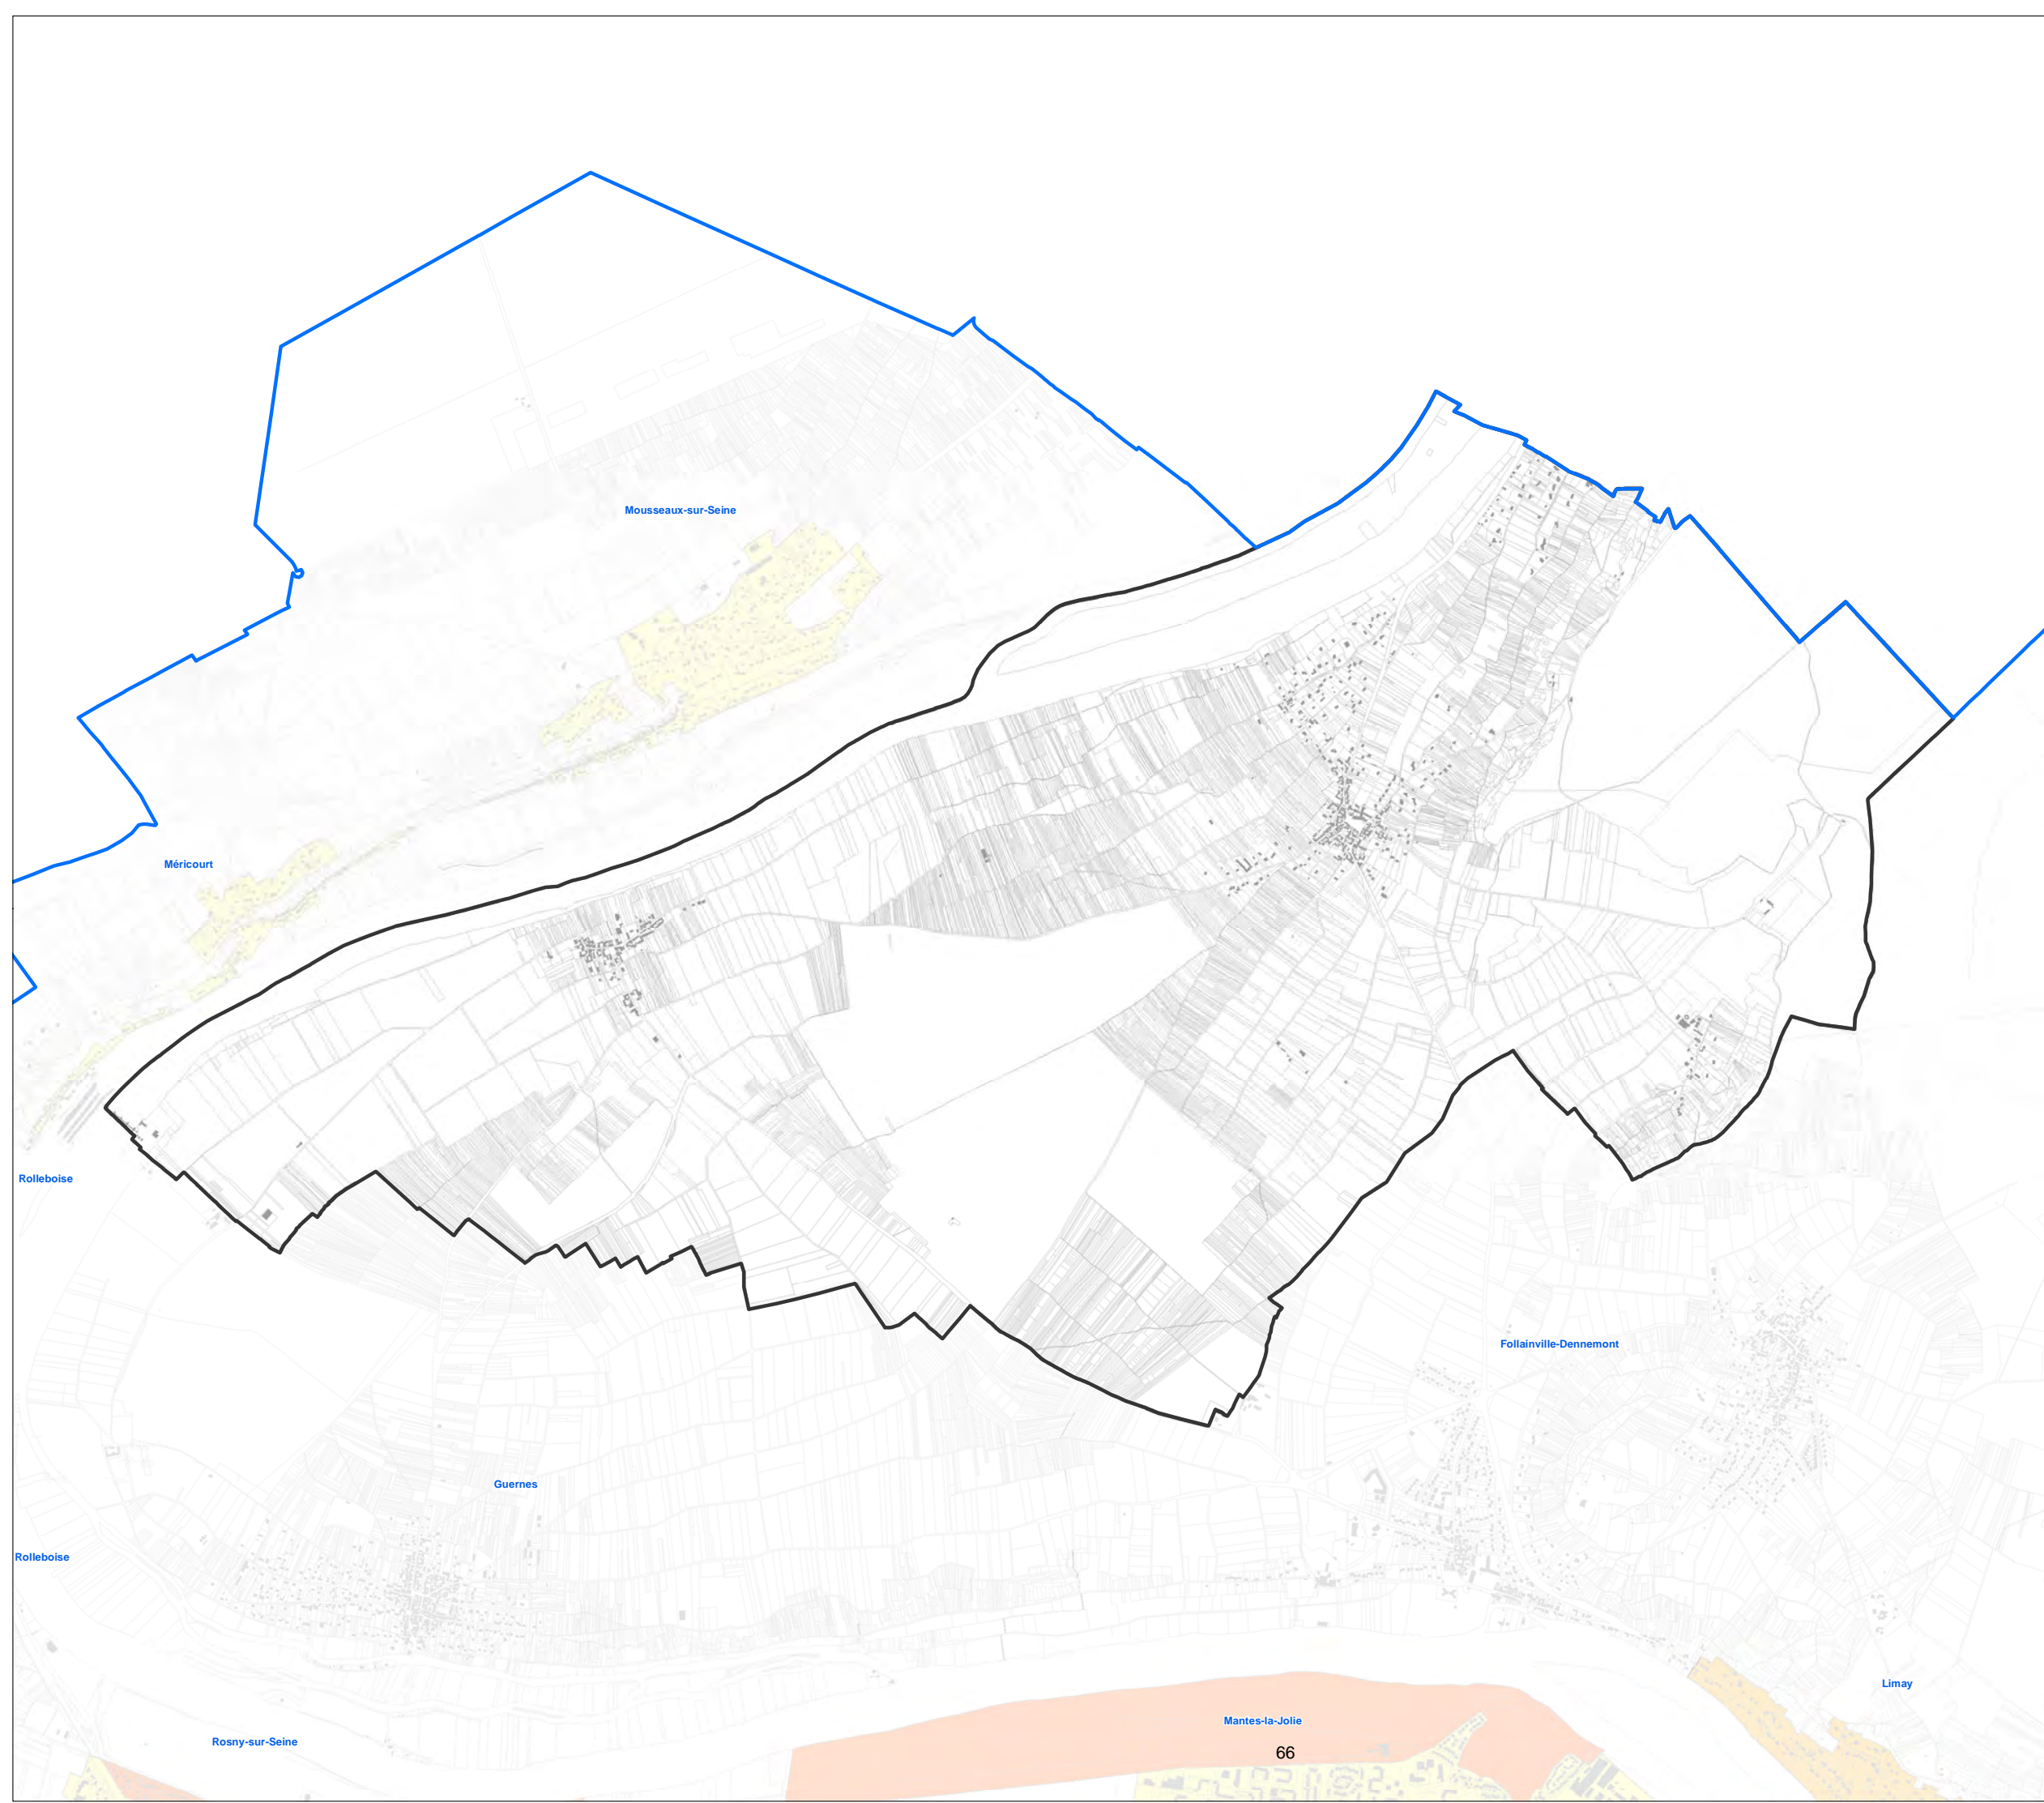 Mousseaux-sur-Seine
Méricourt
Rolleboise
Follainville-Dennemont
Guernes
Rolleboise
Limay
Mantes-la-Jolie
Rosny-sur-Seine
66